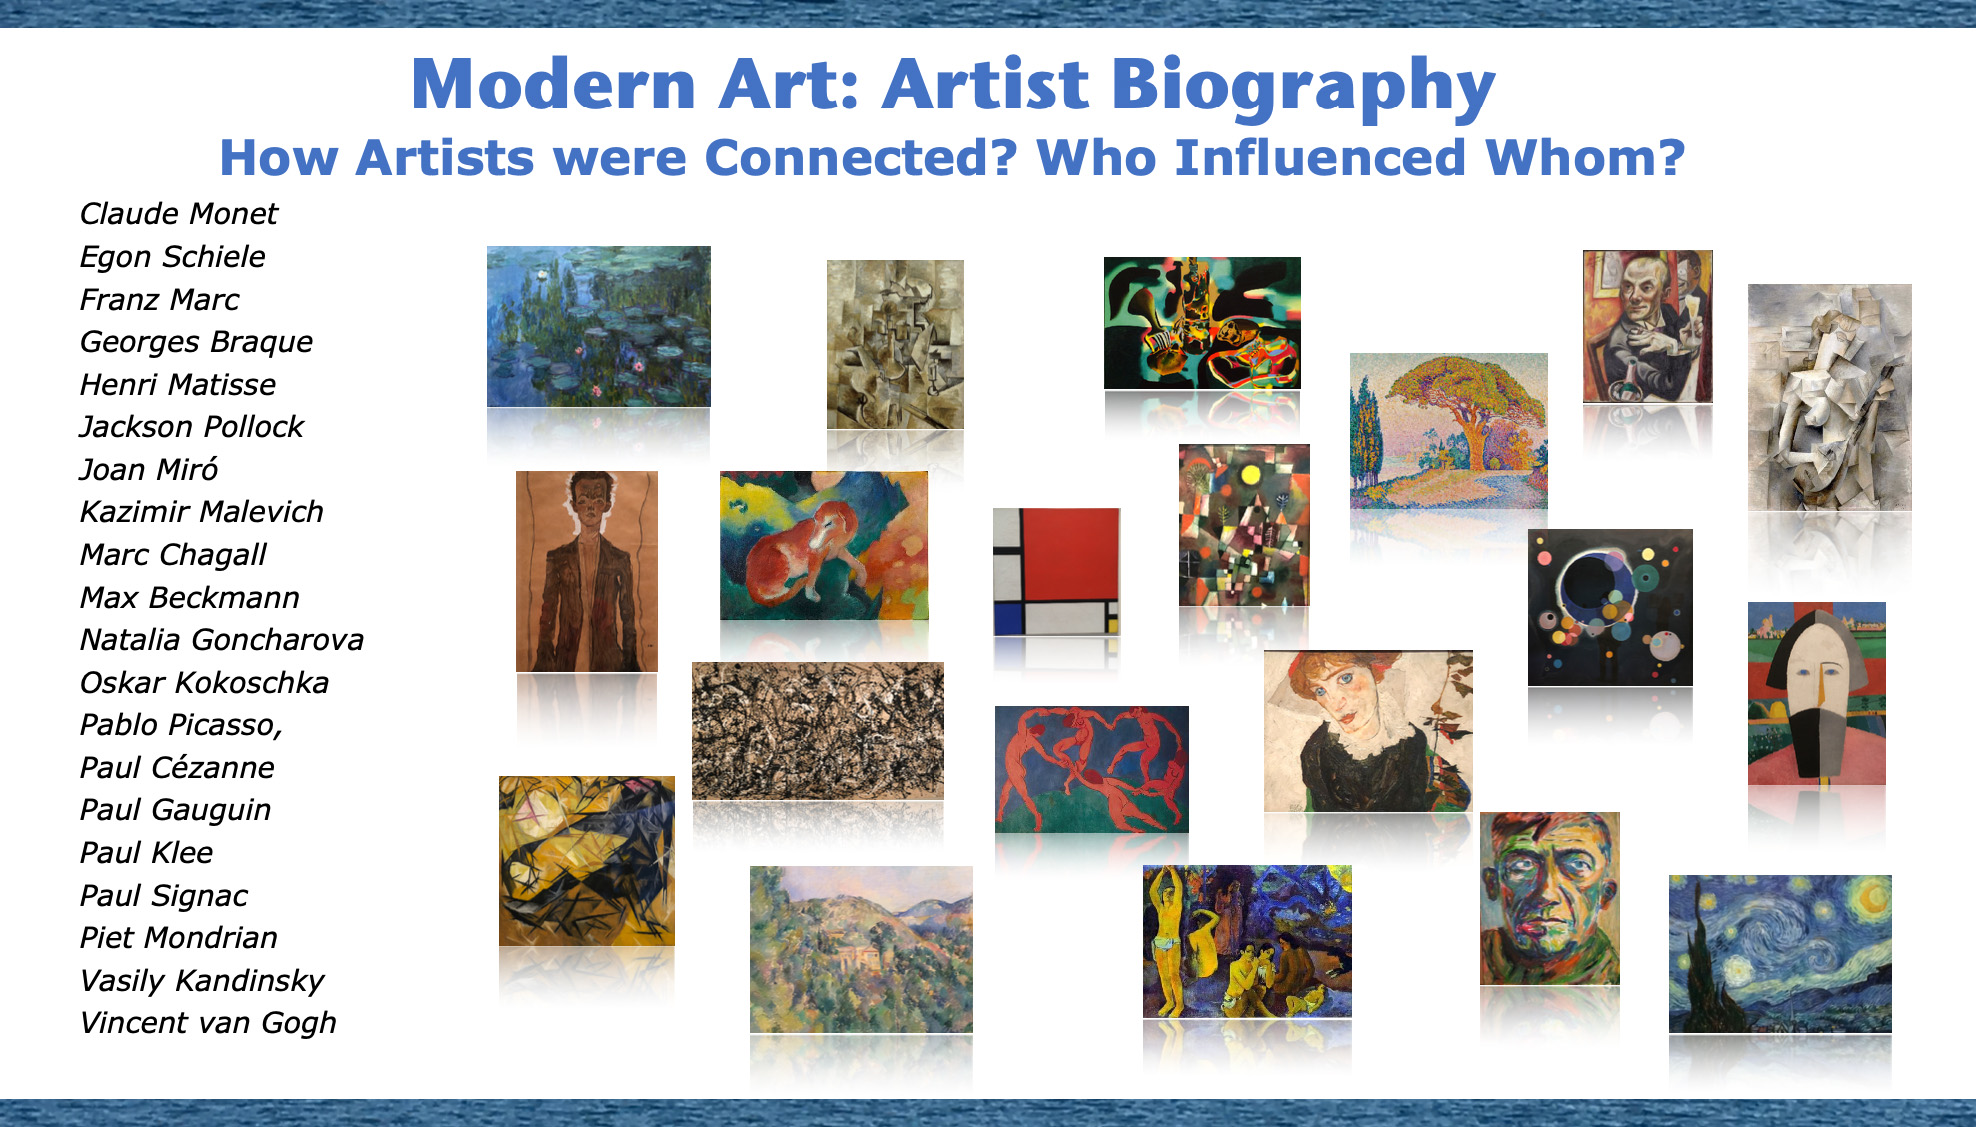 Modern Art: Artist Biography
How Artists were Connected? Who Influenced Whom?
Claude Monet
Egon Schiele
Franz Marc
Georges Braque
Henri Matisse
Jackson Pollock
Joan Miró
Kazimir Malevich
Marc Chagall
Max Beckmann
Natalia Goncharova
Oskar Kokoschka
Pablo Picasso,
Paul Cézanne
Paul Gauguin
Paul Klee
Paul Signac
Piet Mondrian
Vasily Kandinsky
Vincent van Gogh